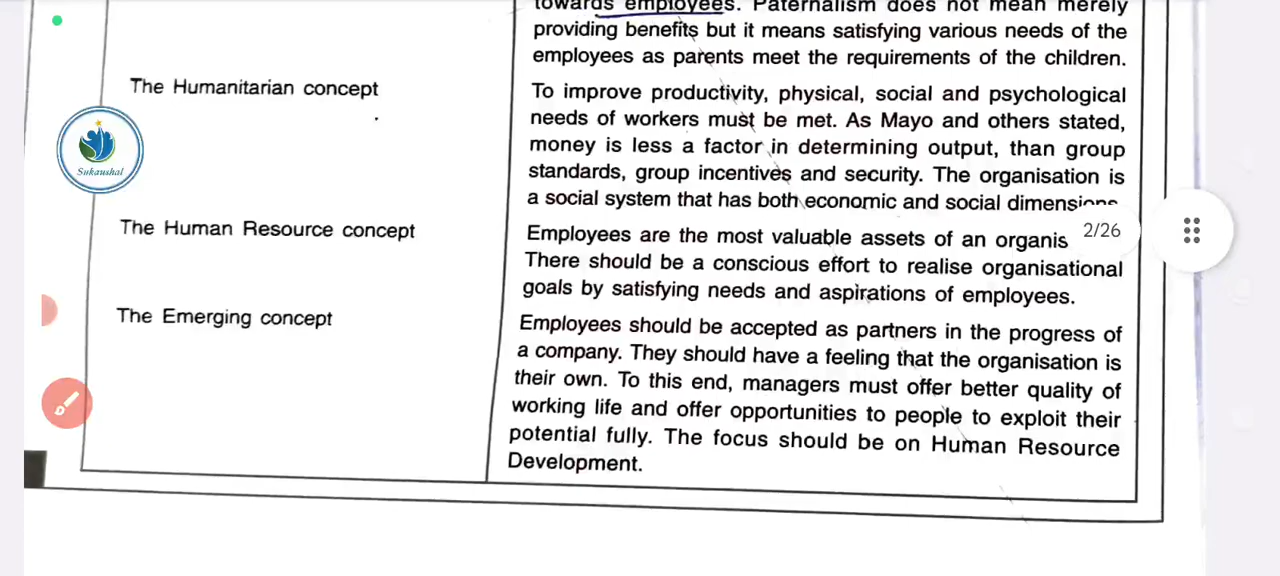 towards employees. Paternalism does not mean merely
providing benefits but it means satisfying various needs of the
employees as parents meet the requirements of the children.
The Humanitarian concept
To improve productivity, physical, social and psychological
needs of workers must be met. As Mayo and others stated,
money is less a factor in determining output, than group
standards, group incentives and security. The organisation is
a social system that has both economic and social dimensions
Sukaushal
The Human Resource concept
Employees are the most valuable assets of an organis
2/26
There should be a conscious effort to realise organisational
goals by satisfying needs and aspirations of employees.
The Emerging concept
Employees should be accepted as partners in the progress of
a company. They should have a feeling that the organisation is
their own. To this end, managers must offer better quality of
working life and offer opportunities to people to exploit their
potential fully. The focus should be on Human Resource
Development.